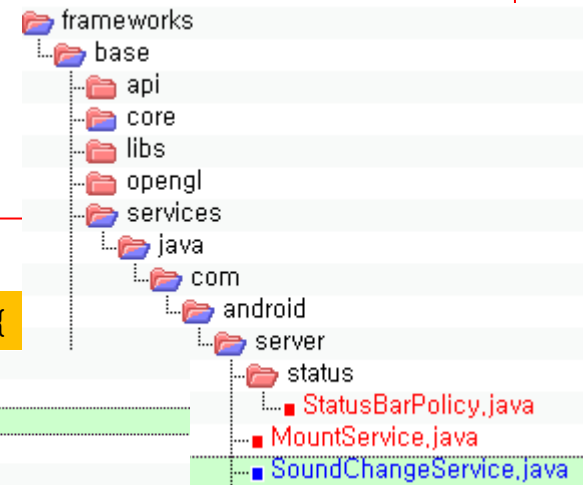 frameworks
base
api
core
libs
opengl
services
java
com
android
{
server
status
StatusBarPolicy,java
MountService,java
SoundChangeService,java